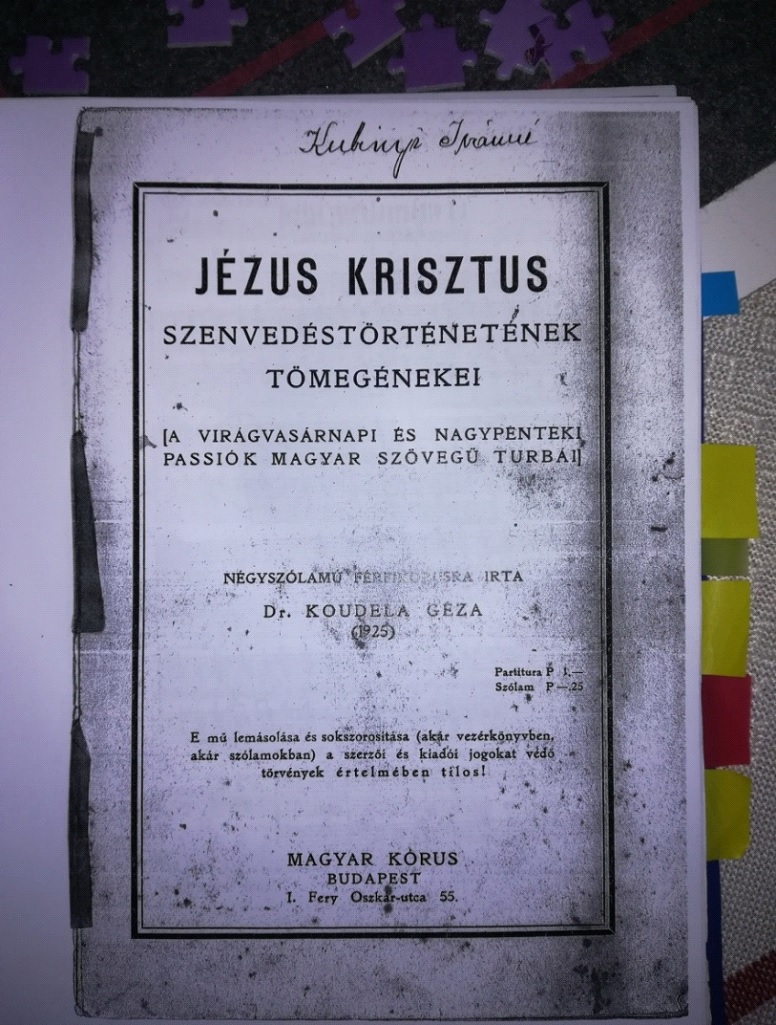 Kubinyi Ivánné
JÉZUS KRISZTUS
SZENVEDÉSTÖRTÉNETÉNEK
TÖMEGÉNEKEI
[A VIRÁGVASÁRNAPI ÉS NAGYPÉNTEKI
PASSIÓK MAGYAR SZÖVEGŰ TURBÁI]
NÉGYSZÓLAMÚ FÉRFIKÓRUSRA IRTA
Dr. KOUDELA GÉZA
(1925)
Partitura P 1.—
Szólam P —.25
E mű lemásolása és sokszorosítása (akár vezérkönyvben,
akár szólamokban) a szerzői és kiadói jogokat védő
törvények értelmében tilos!
MAGYAR KÓRUS
BUDAPEST
I. Fery Oszkár-utca 55.